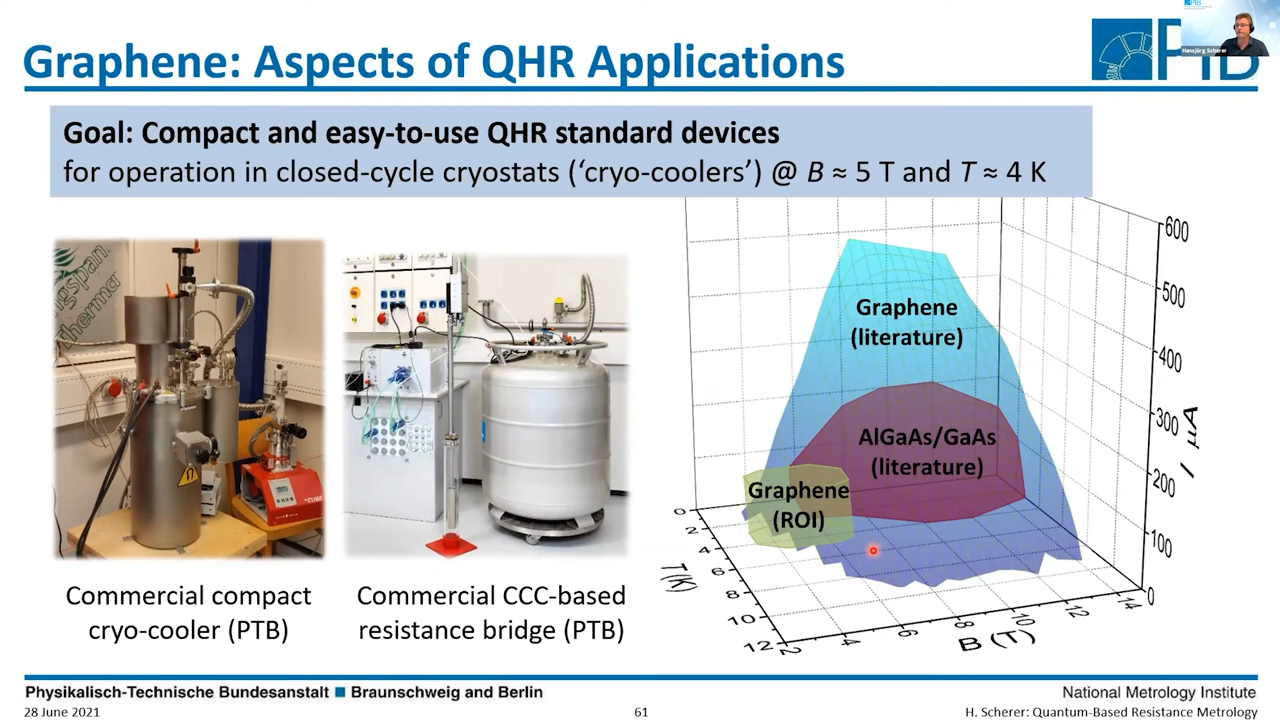 Graphene: Aspects of QHR Applications
PTB
Hansjörg Scherer
Goal: Compact and easy-to-use QHR standard devices
for operation in closed-cycle cryostats (‘cryo-coolers’) @ B ≈ 5 T and T ≈ 4 K
Graphene
(literature)
AlGaAs/GaAs
(literature)
Graphene
(ROI)
600
500
400
300
200
100
0
I / μA
0
2
4
6
8
10
12
T(K)
2
4
6
8
10
12
14
B (T)
Commercial compact
cryo-cooler (PTB)
Commercial CCC-based
resistance bridge (PTB)
Physikalisch-Technische Bundesanstalt ■ Braunschweig and Berlin
National Metrology Institute
28 June 2021
61
H. Scherer: Quantum-Based Resistance Metrology